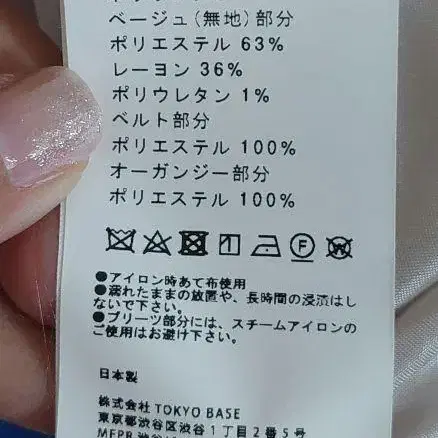 ベージュ(無地)部分
ポリエステル 63%
レーヨン 36%
ポリウレタン 1%
ベルト部分
ポリエステル 100%
オーガンジー部分
ポリエステル 100%
F W
●アイロン時あて布使用
●濡れたままの放置や、長時間の浸漬はし
ないで下さい。
●プリーツ部分には、スチームアイロンの
ご使用はお避け下さい。
日本製
株式会社 TOKYO BASE
東京都渋谷区渋谷1丁目2番5号